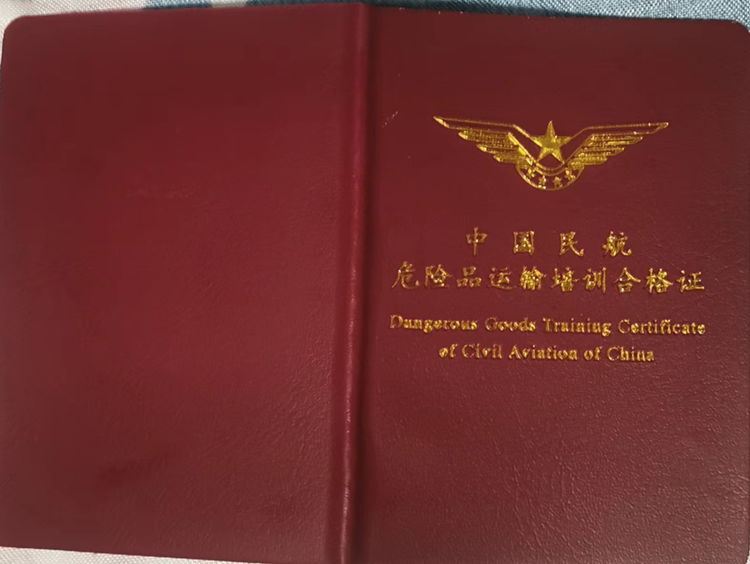 中国民航
危险品运输培训合格证
Dangerous Goods Training Certificate
of Civil Aviation of China